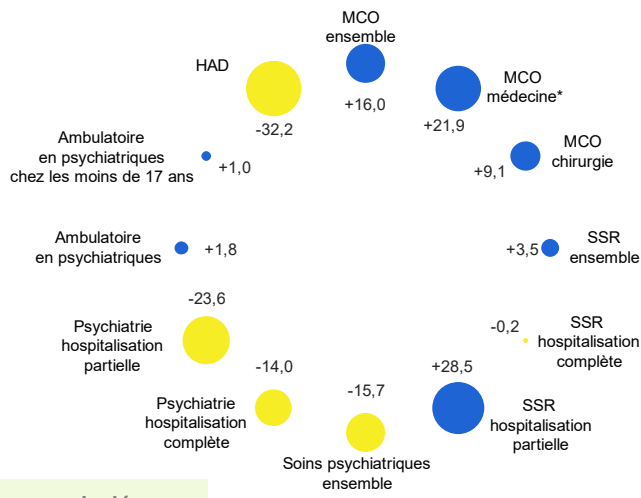 MCO
ensemble
+16,0
HAD
-32,2
MCO
médecine*
+21,9
Ambulatoire
en psychiatriques
chez les moins de 17 ans
+1,0
MCO
chirurgie
+9,1
Ambulatoire
en psychiatriques
+1,8
SSR
ensemble
+3,5
-23,6
Psychiatrie
hospitalisation
partielle
-0,2
SSR
hospitalisation
complète
-14,0
Psychiatrie
hospitalisation
complète
-15,7
Soins psychiatriques
ensemble
+28,5
SSR
hospitalisation
partielle